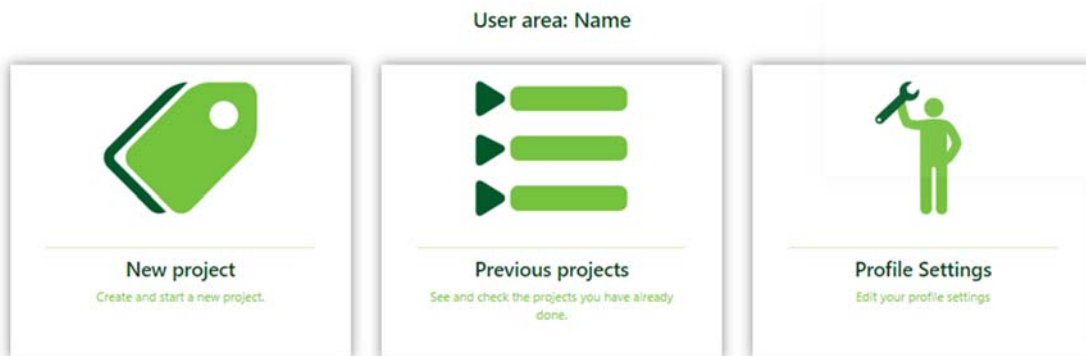 User area: Name
New project
Create and start a new project.
Previous projects
See and check the projects you have already
done.
Profile Settings
Edit your profile settings